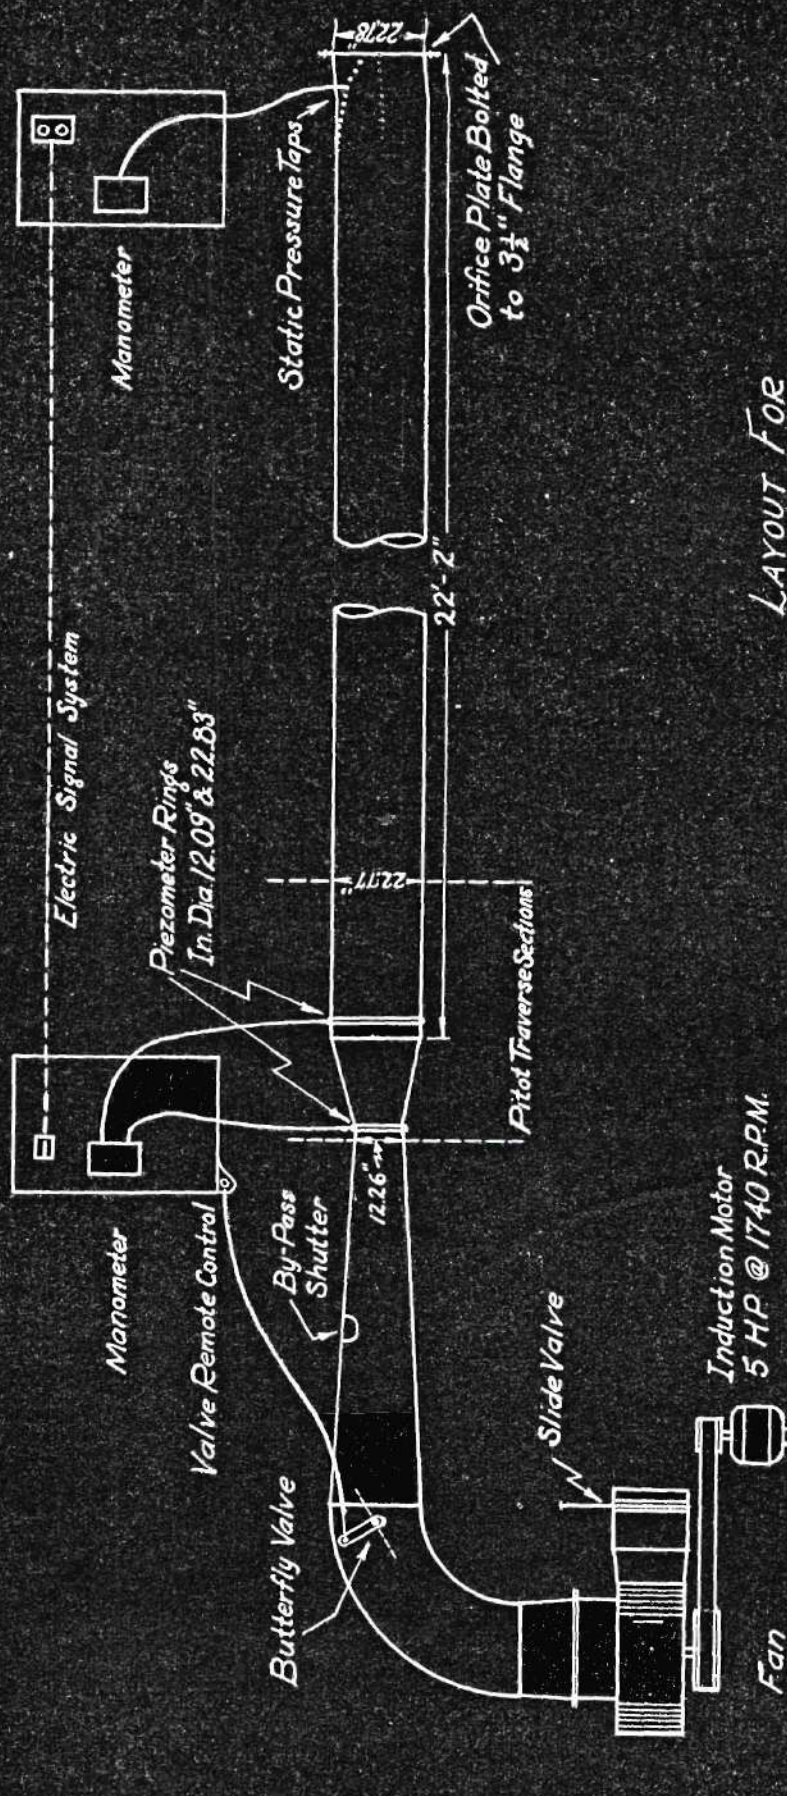 Manometer
Electric Signal System
Manometer
Valve Remote Control
Piezometer Rings
In. Dia. 12.09" & 22.83"
Static Pressure Taps
By-Pass
Shutter
Butterfly Valve
12.26"
22.77"
22.78"
22'-2"
Orifice Plate Bolted
to 3½" Flange
Pitot Traverse Sections
Slide Valve
Induction Motor
5 HP @ 1740 R.P.M.
Fan
LAYOUT FOR